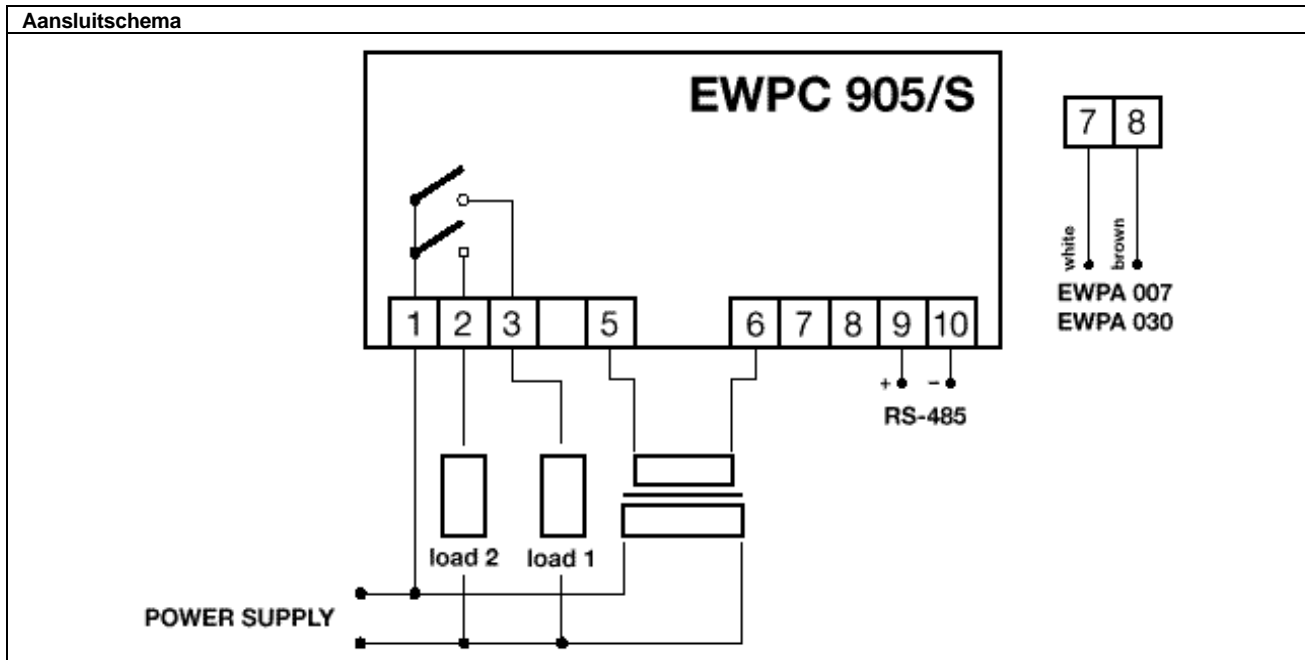 Aansluitschema
EWPC 905/S
7 8
white brown
EWPA 007
EWPA 030
1 2 3 5 6 7 8 9 10
+ -
RS-485
load 2 load 1
POWER SUPPLY